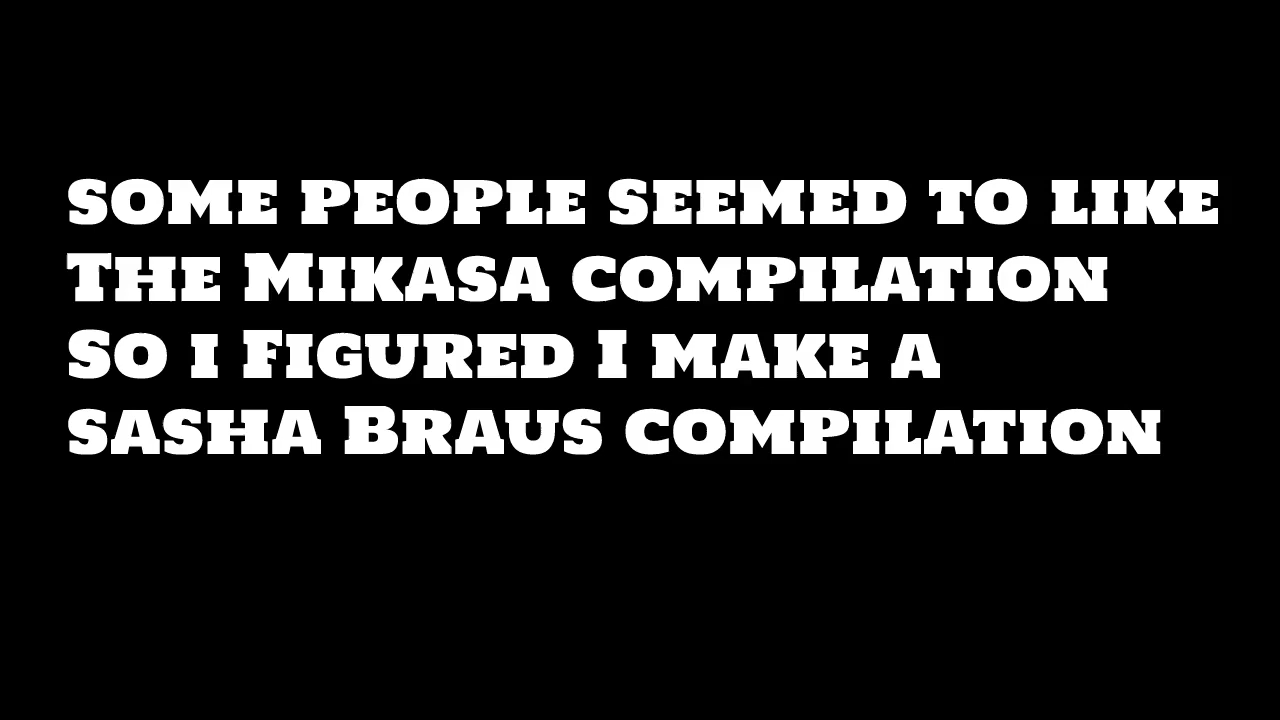 some people seemed to like
The Mikasa compilation
So i Figured I make a
sasha Braus compilation